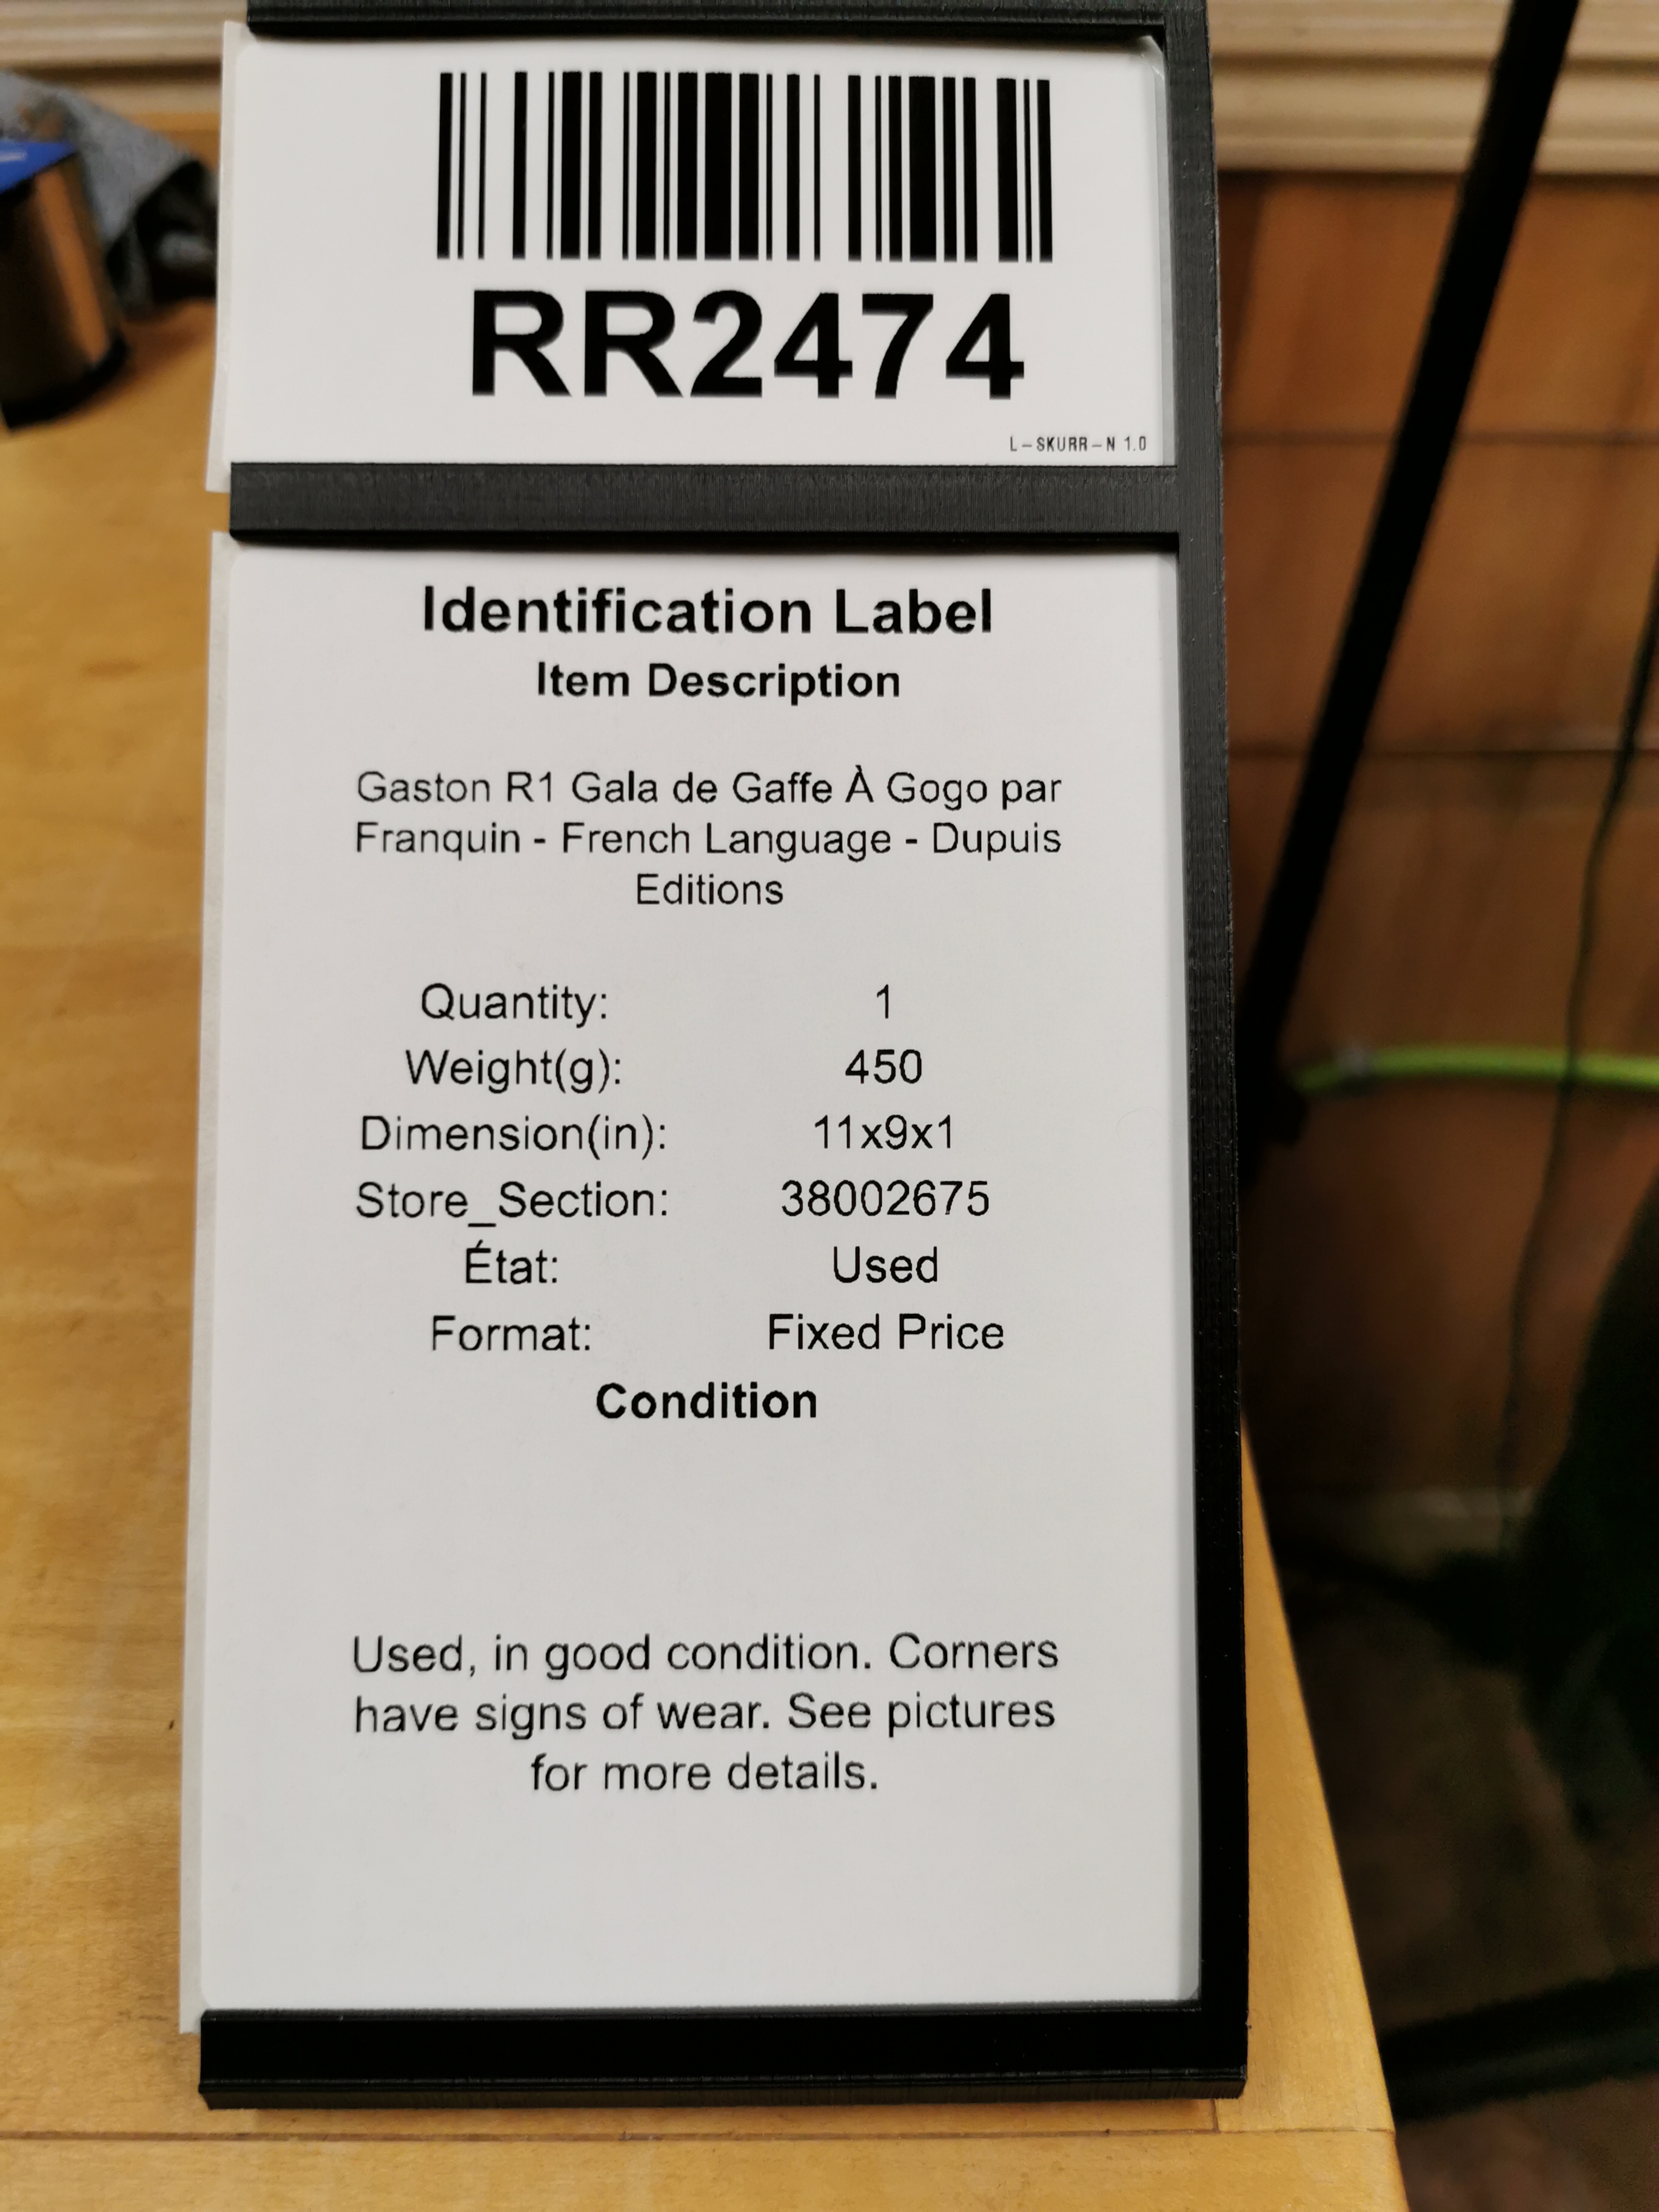 RR2474
L-SKURR-N 1.0
Identification Label
Item Description
Gaston R1 Gala de Gaffe À Gogo par
Franquin - French Language - Dupuis
Editions
Quantity: 1
Weight(g): 450
Dimension(in): 11x9x1
Store_Section: 38002675
État: Used
Format: Fixed Price
Condition
Used, in good condition. Corners
have signs of wear. See pictures
for more details.